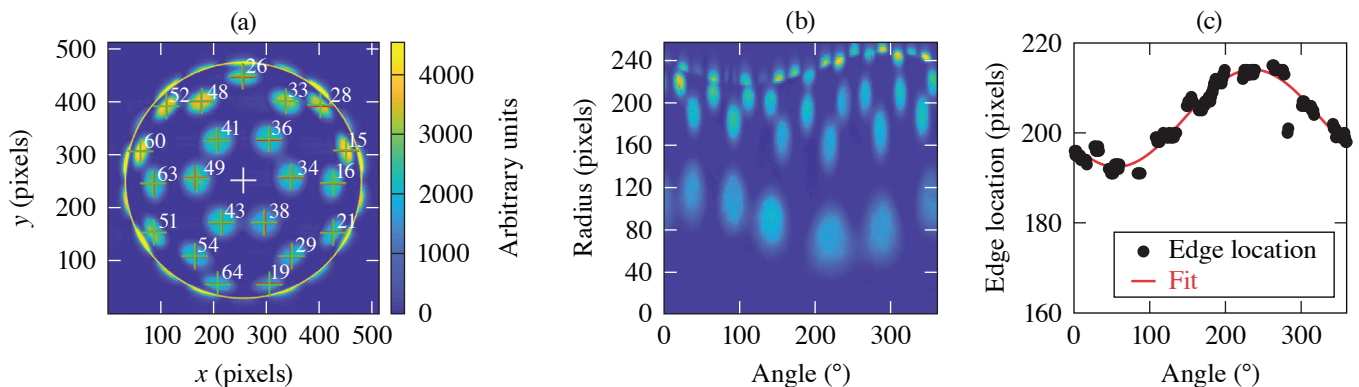 (a)
500
400
300
200
100
y (pixels)
26
52
48
33
28
41
36
60
15
63
49
34
16
43
38
51
21
54
29
64
19
100 200 300 400 500
x (pixels)
4000
3000
2000
1000
0
Arbitrary units
(b)
240
200
160
120
80
40
0
Radius (pixels)
0 100 200 300
Angle (°)
(c)
220
200
180
160
Edge location (pixels)
Edge location
Fit
0 100 200 300
Angle (°)